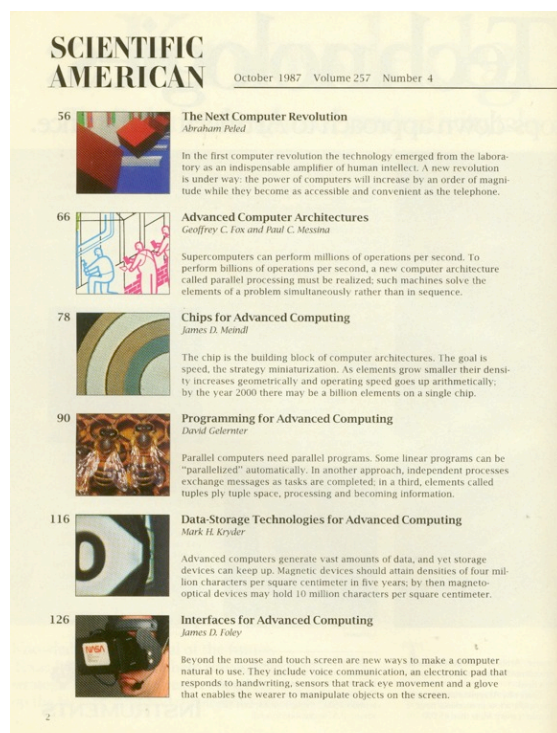 SCIENTIFIC
AMERICAN
October 1987 Volume 257 Number 4
56
The Next Computer Revolution
Abraham Peled
In the first computer revolution the technology emerged from the labora-
tory as an indispensable amplifier of human intellect. A new revolution
is under way: the power of computers will increase by an order of magni-
tude while they become as accessible and convenient as the telephone.
66
Advanced Computer Architectures
Geoffrey C. Fox and Paul C. Messina
Supercomputers can perform millions of operations per second. To
perform billions of operations per second, a new computer architecture
called parallel processing must be realized; such machines solve the
elements of a problem simultaneously rather than in sequence.
78
Chips for Advanced Computing
James D. Meindl
The chip is the building block of computer architectures. The goal is
speed, the strategy miniaturization. As elements grow smaller their densi-
ty increases geometrically and operating speed goes up arithmetically;
by the year 2000 there may be a billion elements on a single chip.
90
Programming for Advanced Computing
David Gelernter
Parallel computers need parallel programs. Some linear programs can be
"parallelized" automatically. In another approach, independent processes
exchange messages as tasks are completed; in a third, elements called
tuples ply tuple space, processing and becoming information.
116
Data-Storage Technologies for Advanced Computing
Mark H. Kryder
Advanced computers generate vast amounts of data, and yet storage
devices can keep up. Magnetic devices should attain densities of four mil-
lion characters per square centimeter in five years; by then magneto-
optical devices may hold 10 million characters per square centimeter.
126
NASA
Interfaces for Advanced Computing
James D. Foley
Beyond the mouse and touch screen are new ways to make a computer
natural to use. They include voice communication, an electronic pad that
responds to handwriting, sensors that track eye movement and a glove
that enables the wearer to manipulate objects on the screen.
2